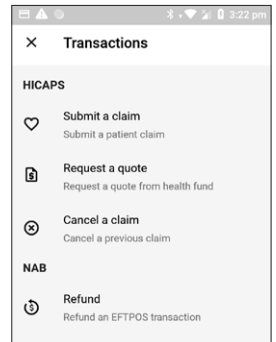 3:22 pm
Transactions
HICAPS
Submit a claim
Submit a patient claim
Request a quote
Request a quote from health fund
Cancel a claim
Cancel a previous claim
NAB
Refund
Refund an EFTPOS transaction